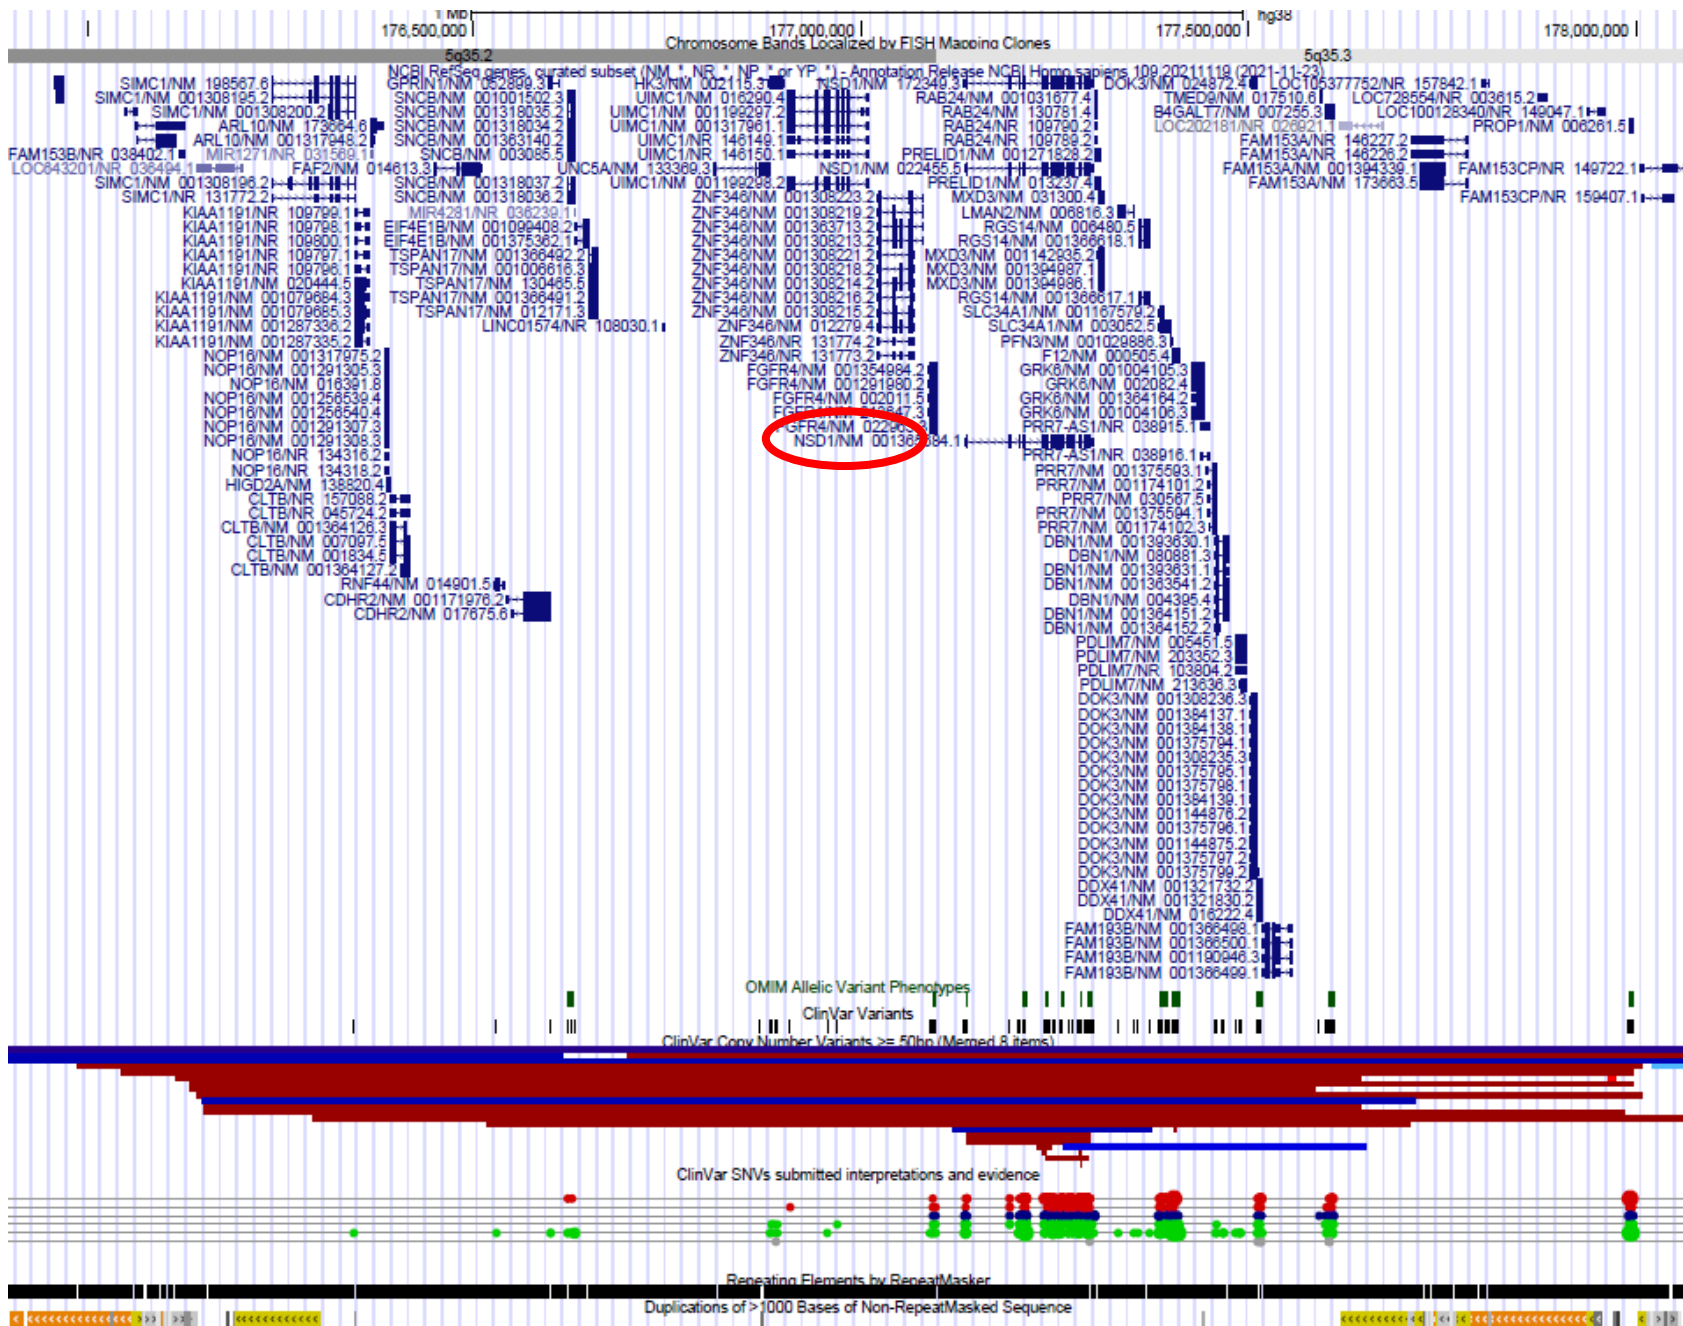 1 Mb hg38
176,500,000 177,000,000 177,500,000 178,000,000
Chromosome Bands Localized by FISH Mapping Clones
5q35.2 5q35.3
NCBI RefSeq genes, curated subset (NM_*, NR_*, NP_* or YP_*) - Annotation Release NCBI Homo sapiens 109.20211119 (2021-11-23)
SIMC1/NM_198567.6 GPRIN1/NM_052899.3 HK3/NM_002115.3 NSD1/NM_172349.3 DOK3/NM_024872.4 LOC105377752/NR_157842.1
SIMC1/NM_001308195.2 SNCB/NM_001001502.3 UIMC1/NM_016290.4 RAB24/NM_001031677.4 TMED9/NM_017510.6 LOC728554/NR_003615.2
SIMC1/NM_001308200.2 SNCB/NM_001318035.2 UIMC1/NM_001199297.2 RAB24/NM_130781.4 B4GALT7/NM_007255.3 LOC100128340/NR_149047.1
ARL10/NM_173664.6 SNCB/NM_001318034.2 UIMC1/NM_001317961.1 RAB24/NR_109790.2 LOC202181/NR_026921.1 PROP1/NM_006261.5
ARL10/NM_001317948.2 SNCB/NM_001363140.2 UIMC1/NR_146149.1 RAB24/NR_109789.2 FAM153A/NR_146227.2
FAM153B/NR_038402.1 MIR1271/NR_031569.1 SNCB/NM_003085.5 UIMC1/NR_146150.1 PRELID1/NM_001271828.2 FAM153A/NR_146226.2
LOC643201/NR_036494.1 FAF2/NM_014613.3 UNC5A/NM_133369.3 NSD1/NM_022455.5 FAM153A/NM_001394339.1 FAM153CP/NR_149722.1
SIMC1/NM_001308196.2 SNCB/NM_001318037.2 UIMC1/NM_001199298.2 PRELID1/NM_013237.4 FAM153A/NM_173663.5
SIMC1/NR_131772.2 SNCB/NM_001318036.2 ZNF346/NM_001308223.2 MXD3/NM_031300.4 FAM153CP/NR_159407.1
KIAA1191/NR_109799.1 MIR4281/NR_036239.1 ZNF346/NM_001308219.2 LMAN2/NM_006816.3
KIAA1191/NR_109798.1 EIF4E1B/NM_001099408.2 ZNF346/NM_001363713.2 RGS14/NM_006480.5
KIAA1191/NR_109800.1 EIF4E1B/NM_001375362.1 ZNF346/NM_001308213.2 RGS14/NM_001366618.1
KIAA1191/NR_109797.1 TSPAN17/NM_001366492.2 ZNF346/NM_001308221.2 MXD3/NM_001142935.2
KIAA1191/NR_109796.1 TSPAN17/NM_001006616.3 ZNF346/NM_001308218.2 MXD3/NM_001394987.1
KIAA1191/NM_020444.5 TSPAN17/NM_130465.5 ZNF346/NM_001308214.2 MXD3/NM_001394986.1
KIAA1191/NM_001079684.3 TSPAN17/NM_001366491.2 ZNF346/NM_001308216.2 RGS14/NM_001366617.1
KIAA1191/NM_001079685.3 TSPAN17/NM_012171.3 ZNF346/NM_001308215.2 SLC34A1/NM_001167579.2
KIAA1191/NM_001287336.2 LINC01574/NR_108030.1 ZNF346/NM_012279.4 SLC34A1/NM_003052.5
KIAA1191/NM_001287335.2 ZNF346/NR_131774.2 PFN3/NM_001029886.3
NOP16/NM_001317975.2 ZNF346/NR_131773.2 F12/NM_000505.4
NOP16/NM_001291305.3 FGFR4/NM_001354984.2 GRK6/NM_001004105.3
NOP16/NM_016391.8 FGFR4/NM_001291980.2 GRK6/NM_002082.4
NOP16/NM_001256539.4 FGFR4/NM_002011.5 GRK6/NM_001364164.2
NOP16/NM_001256540.4 GRK6/NM_001004106.3
NOP16/NM_001291307.3 PRR7-AS1/NR_038915.1
NOP16/NM_001291308.3 NSD1/NM_001365684.1
NOP16/NR_134316.2 PRR7-AS1/NR_038916.1
NOP16/NR_134318.2 PRR7/NM_001375593.1
HIGD2A/NM_138820.4 PRR7/NM_001174101.2
CLTB/NR_157088.2 PRR7/NM_030567.5
CLTB/NR_045724.2 PRR7/NM_001375594.1
CLTB/NM_001364126.3 PRR7/NM_001174102.3
CLTB/NM_007097.5 DBN1/NM_001393630.1
CLTB/NM_001834.5 DBN1/NM_080881.3
CLTB/NM_001364127.2 DBN1/NM_001393631.1
RNF44/NM_014901.5 DBN1/NM_001363541.2
CDHR2/NM_001171976.2 DBN1/NM_004395.4
CDHR2/NM_017675.6 DBN1/NM_001364151.2
DBN1/NM_001364152.2
PDLIM7/NM_005451.5
PDLIM7/NM_203352.3
PDLIM7/NR_103804.2
PDLIM7/NM_213636.3
DOK3/NM_001308236.3
DOK3/NM_001384137.1
DOK3/NM_001384138.1
DOK3/NM_001375794.1
DOK3/NM_001308235.3
DOK3/NM_001375795.1
DOK3/NM_001375798.1
DOK3/NM_001384139.1
DOK3/NM_001144876.2
DOK3/NM_001375796.1
DOK3/NM_001144875.2
DOK3/NM_001375797.2
DOK3/NM_001375799.2
DDX41/NM_001321732.2
DDX41/NM_001321830.2
DDX41/NM_016222.4
FAM193B/NM_001366498.1
FAM193B/NM_001366500.1
FAM193B/NM_001190946.3
FAM193B/NM_001366499.1
OMIM Allelic Variant Phenotypes
ClinVar Variants
ClinVar Copy Number Variants >= 50bp (Merged 8 items)
ClinVar SNVs submitted interpretations and evidence
Repeating Elements by RepeatMasker
Duplications of >1000 Bases of Non-RepeatMasked Sequence